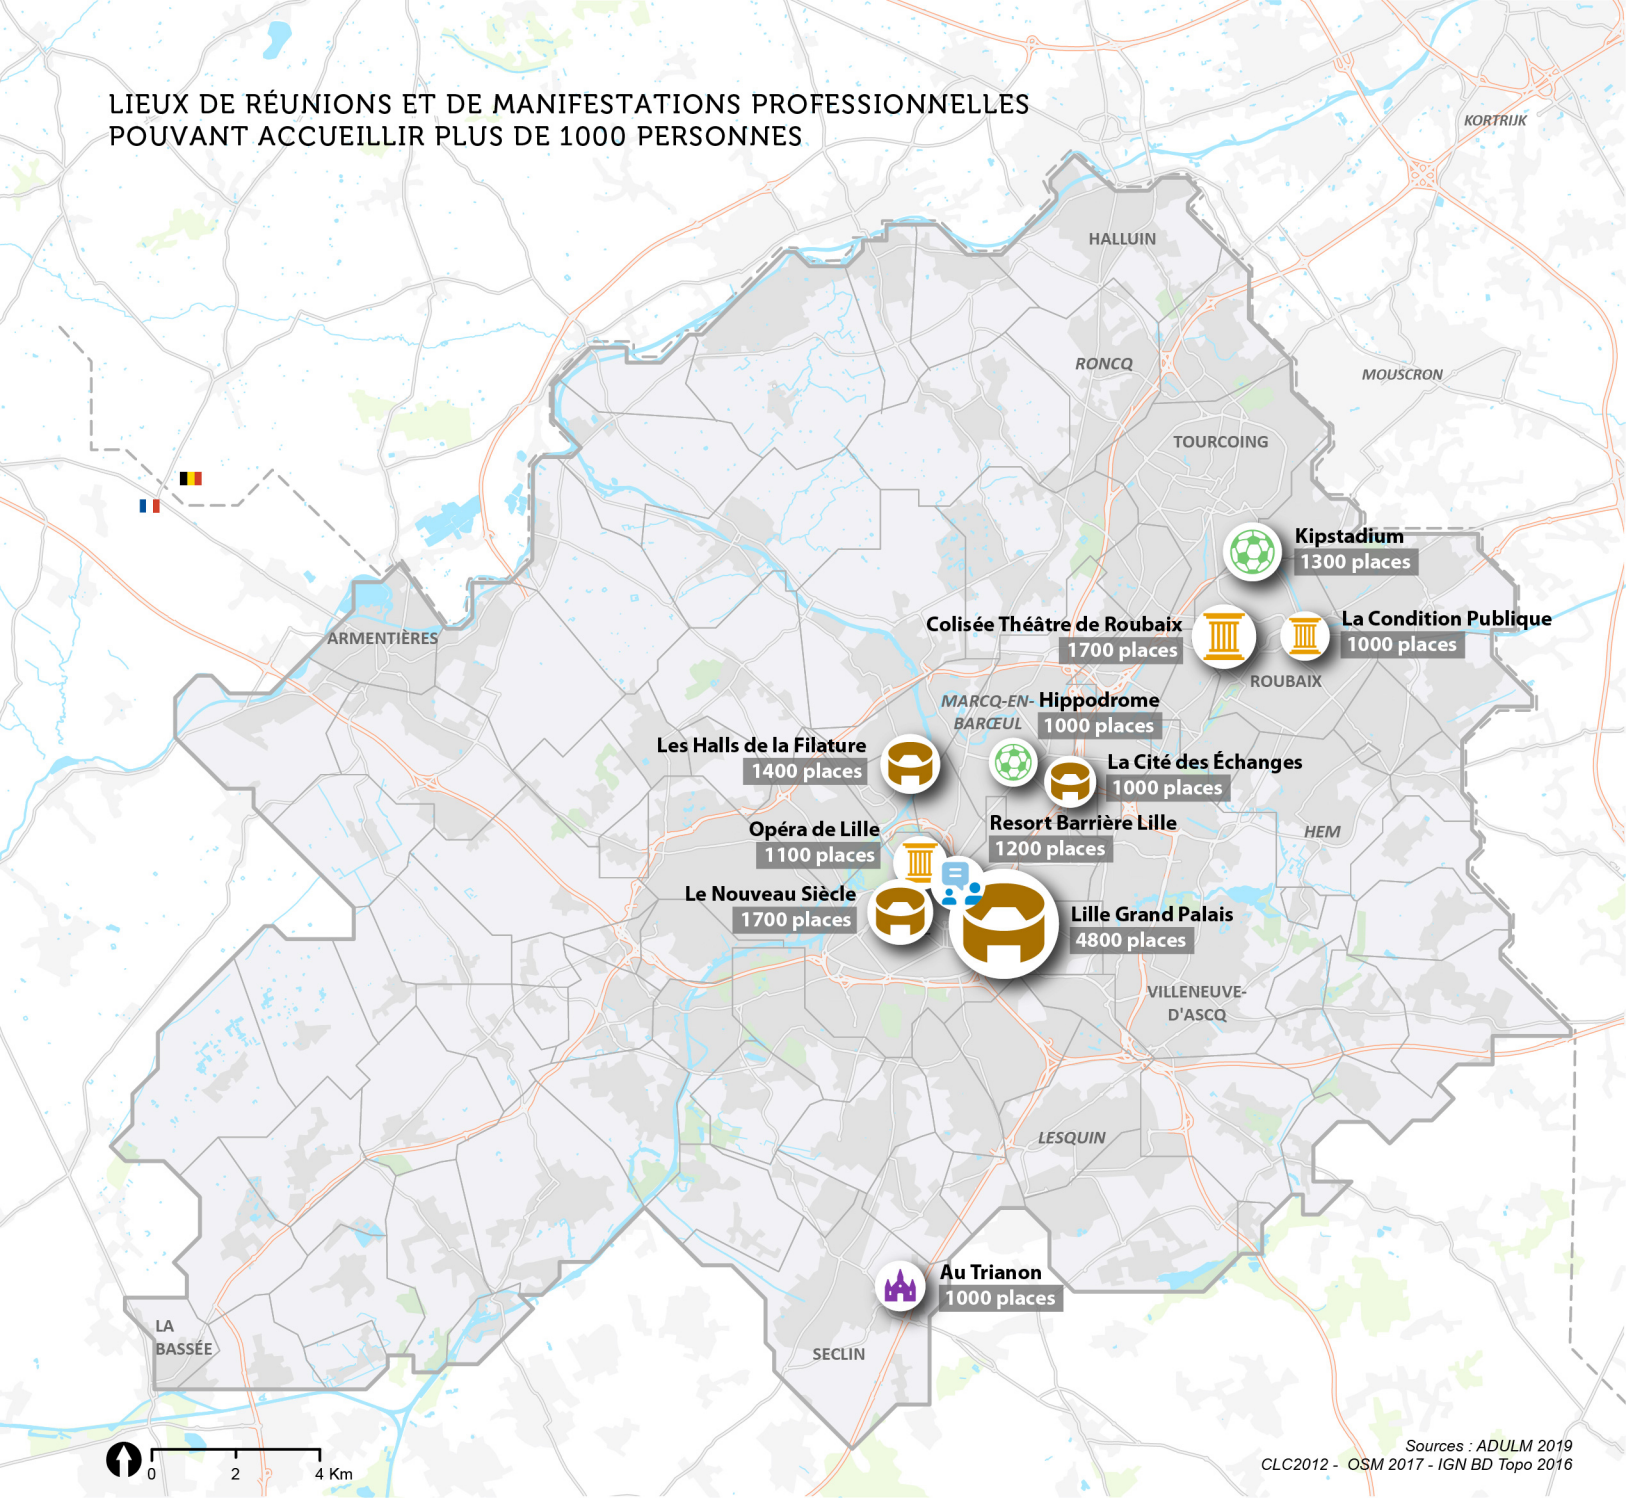 LIEUX DE RÉUNIONS ET DE MANIFESTATIONS PROFESSIONNELLES
POUVANT ACCUEILLIR PLUS DE 1000 PERSONNES
KORTRIJK
HALLUIN
RONCQ
MOUSCRON
TOURCOING
Kipstadium
1300 places
Colisée Théâtre de Roubaix
1700 places
La Condition Publique
1000 places
ARMENTIÈRES
ROUBAIX
MARCQ-EN-
BARŒUL
Hippodrome
1000 places
Les Halls de la Filature
1400 places
La Cité des Échanges
1000 places
Opéra de Lille
1100 places
Resort Barrière Lille
1200 places
HEM
Le Nouveau Siècle
1700 places
Lille Grand Palais
4800 places
VILLENEUVE-
D'ASCQ
LESQUIN
Au Trianon
1000 places
LA
BASSÉE
SECLIN
0 2 4 Km
Sources : ADULM 2019
CLC2012 - OSM 2017 - IGN BD Topo 2016